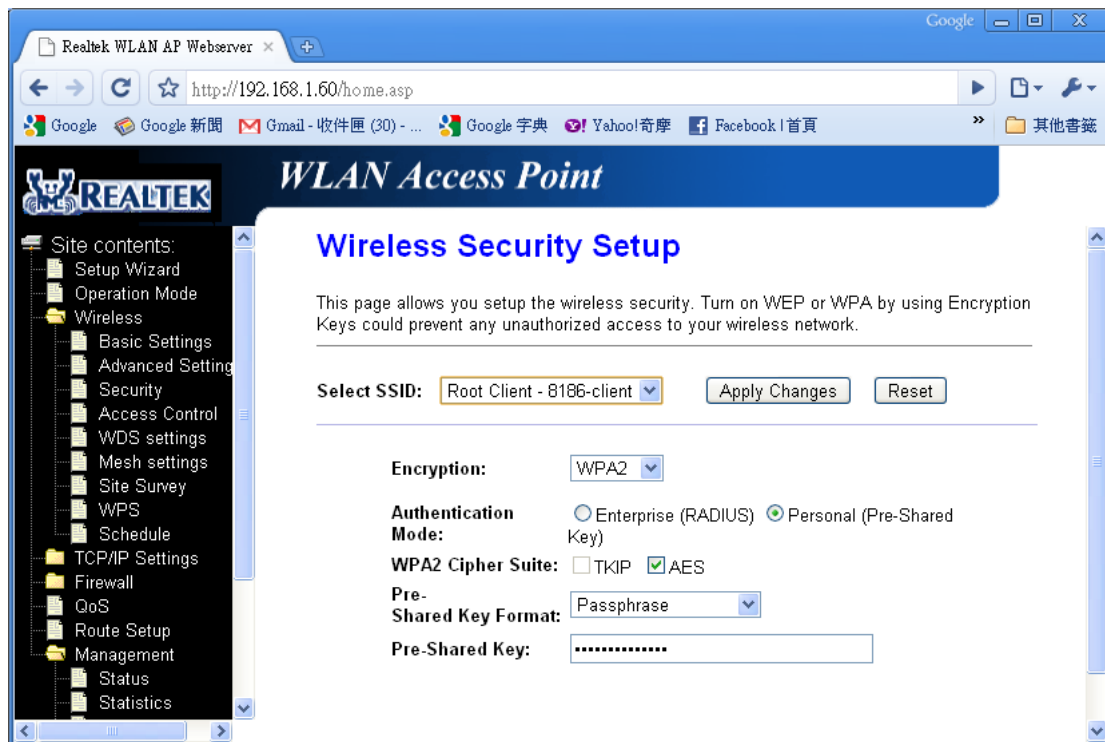 Google
Realtek WLAN AP Webserver
http://192.168.1.60/home.asp
Google Google 新聞 Gmail - 收件匣 (30) - ... Google 字典 Yahoo!奇摩 Facebook | 首頁 » 其他書籤
REALTEK
WLAN Access Point
Site contents:
Setup Wizard
Operation Mode
Wireless
Basic Settings
Advanced Setting
Security
Access Control
WDS settings
Mesh settings
Site Survey
WPS
Schedule
TCP/IP Settings
Firewall
QoS
Route Setup
Management
Status
Statistics
Wireless Security Setup
This page allows you setup the wireless security. Turn on WEP or WPA by using Encryption
Keys could prevent any unauthorized access to your wireless network.
Select SSID: Root Client - 8186-client Apply Changes Reset
Encryption: WPA2
Authentication
Mode:
Enterprise (RADIUS) Personal (Pre-Shared
Key)
WPA2 Cipher Suite: TKIP AES
Pre-
Shared Key Format: Passphrase
Pre-Shared Key: ••••••••••••••